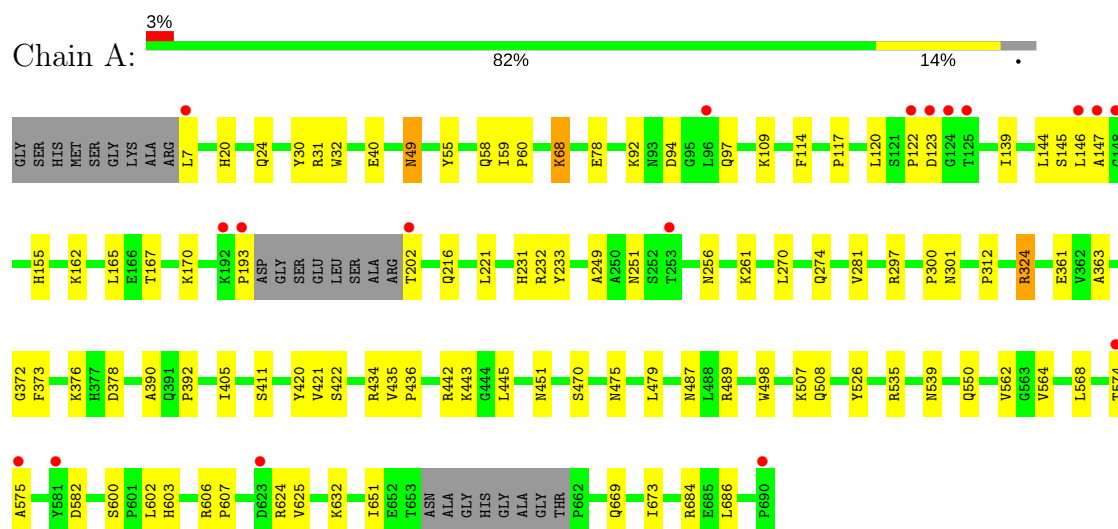 3%
Chain A:
82% 14% •
GLY SER HIS MET SER GLY LYS ALA ARG L7 H20 Q24 Y30 R31 W32 E40 N49 Y55 Q58 I59 P60 K68 E78 K92 N93 D94 G95 L96 Q97 K109 F114 P117 L120 S121 P122 D123 G124 T125 I139 L144 S145 L146 A147 A148
H155 K162 L165 E166 T167 K170 K192 P193 ASP GLY SER GLU LEU SER ALA ARG T202 Q216 L221 H231 R232 Y233 A249 A250 N251 S252 T253 N256 K261 L270 Q274 V281 R297 P300 N301 P312 R324 E361 V362 A363
G372 F373 K376 H377 D378 A390 Q391 P392 I405 S411 Y420 V421 S422 R434 V435 P436 R442 K443 G444 L445 N451 S470 N475 L479 N487 L488 R489 W498 K507 Q508 Y526 R535 N539 Q550 V562 G563 V564 L568 T574
A575 Y581 D582 S600 P601 L602 H603 R606 P607 D623 R624 V625 K632 I651 E652 T653 ASN ALA GLY HIS GLY ALA GLY THR P662 Q669 I673 R684 E685 L686 P690